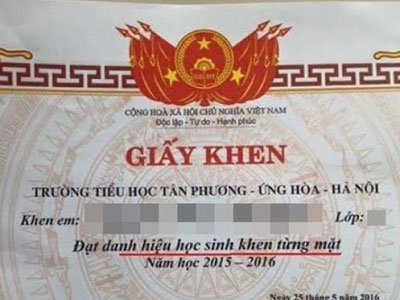 CỘNG HOÀ XÃ HỘI CHỦ NGHĨA VIỆT NAM
Độc lập - Tự do - Hạnh phúc
GIẤY KHEN
TRƯỜNG TIỂU HỌC TÂN PHƯƠNG - ỨNG HÒA - HÀ NỘI
Khen em: Lớp:
Đạt danh hiệu học sinh khen từng mặt
Năm học 2015 – 2016
Ngày 25 tháng 5 năm 2016